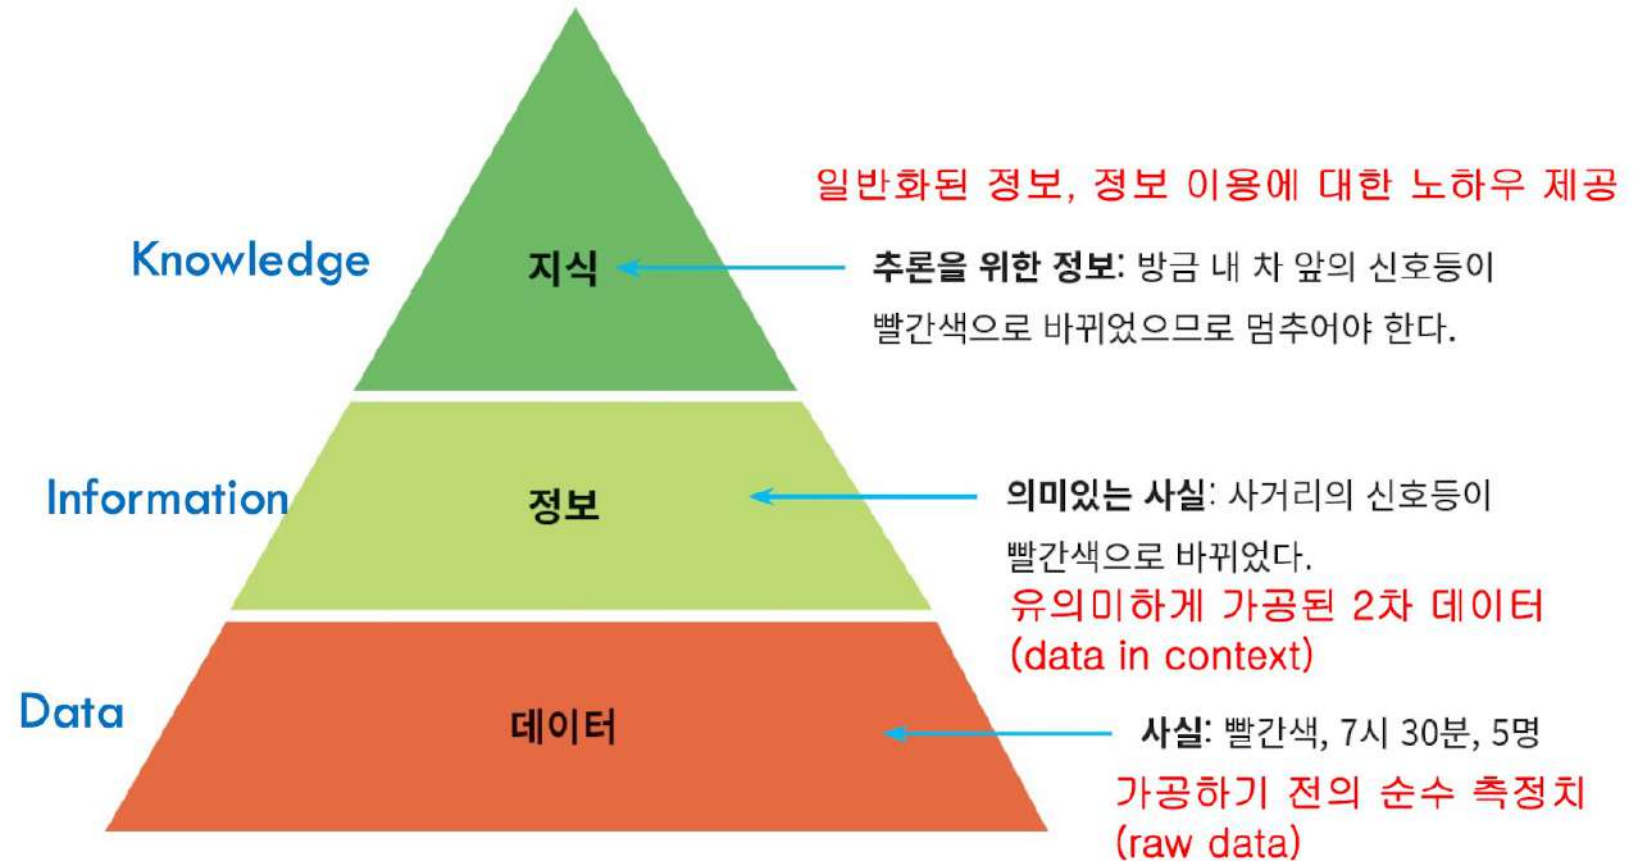 일반화된 정보, 정보 이용에 대한 노하우 제공
Knowledge
지식
추론을 위한 정보: 방금 내 차 앞의 신호등이
빨간색으로 바뀌었으므로 멈추어야 한다.
Information
정보
의미있는 사실: 사거리의 신호등이
빨간색으로 바뀌었다.
유의미하게 가공된 2차 데이터
(data in context)
Data
데이터
사실: 빨간색, 7시 30분, 5명
가공하기 전의 순수 측정치
(raw data)